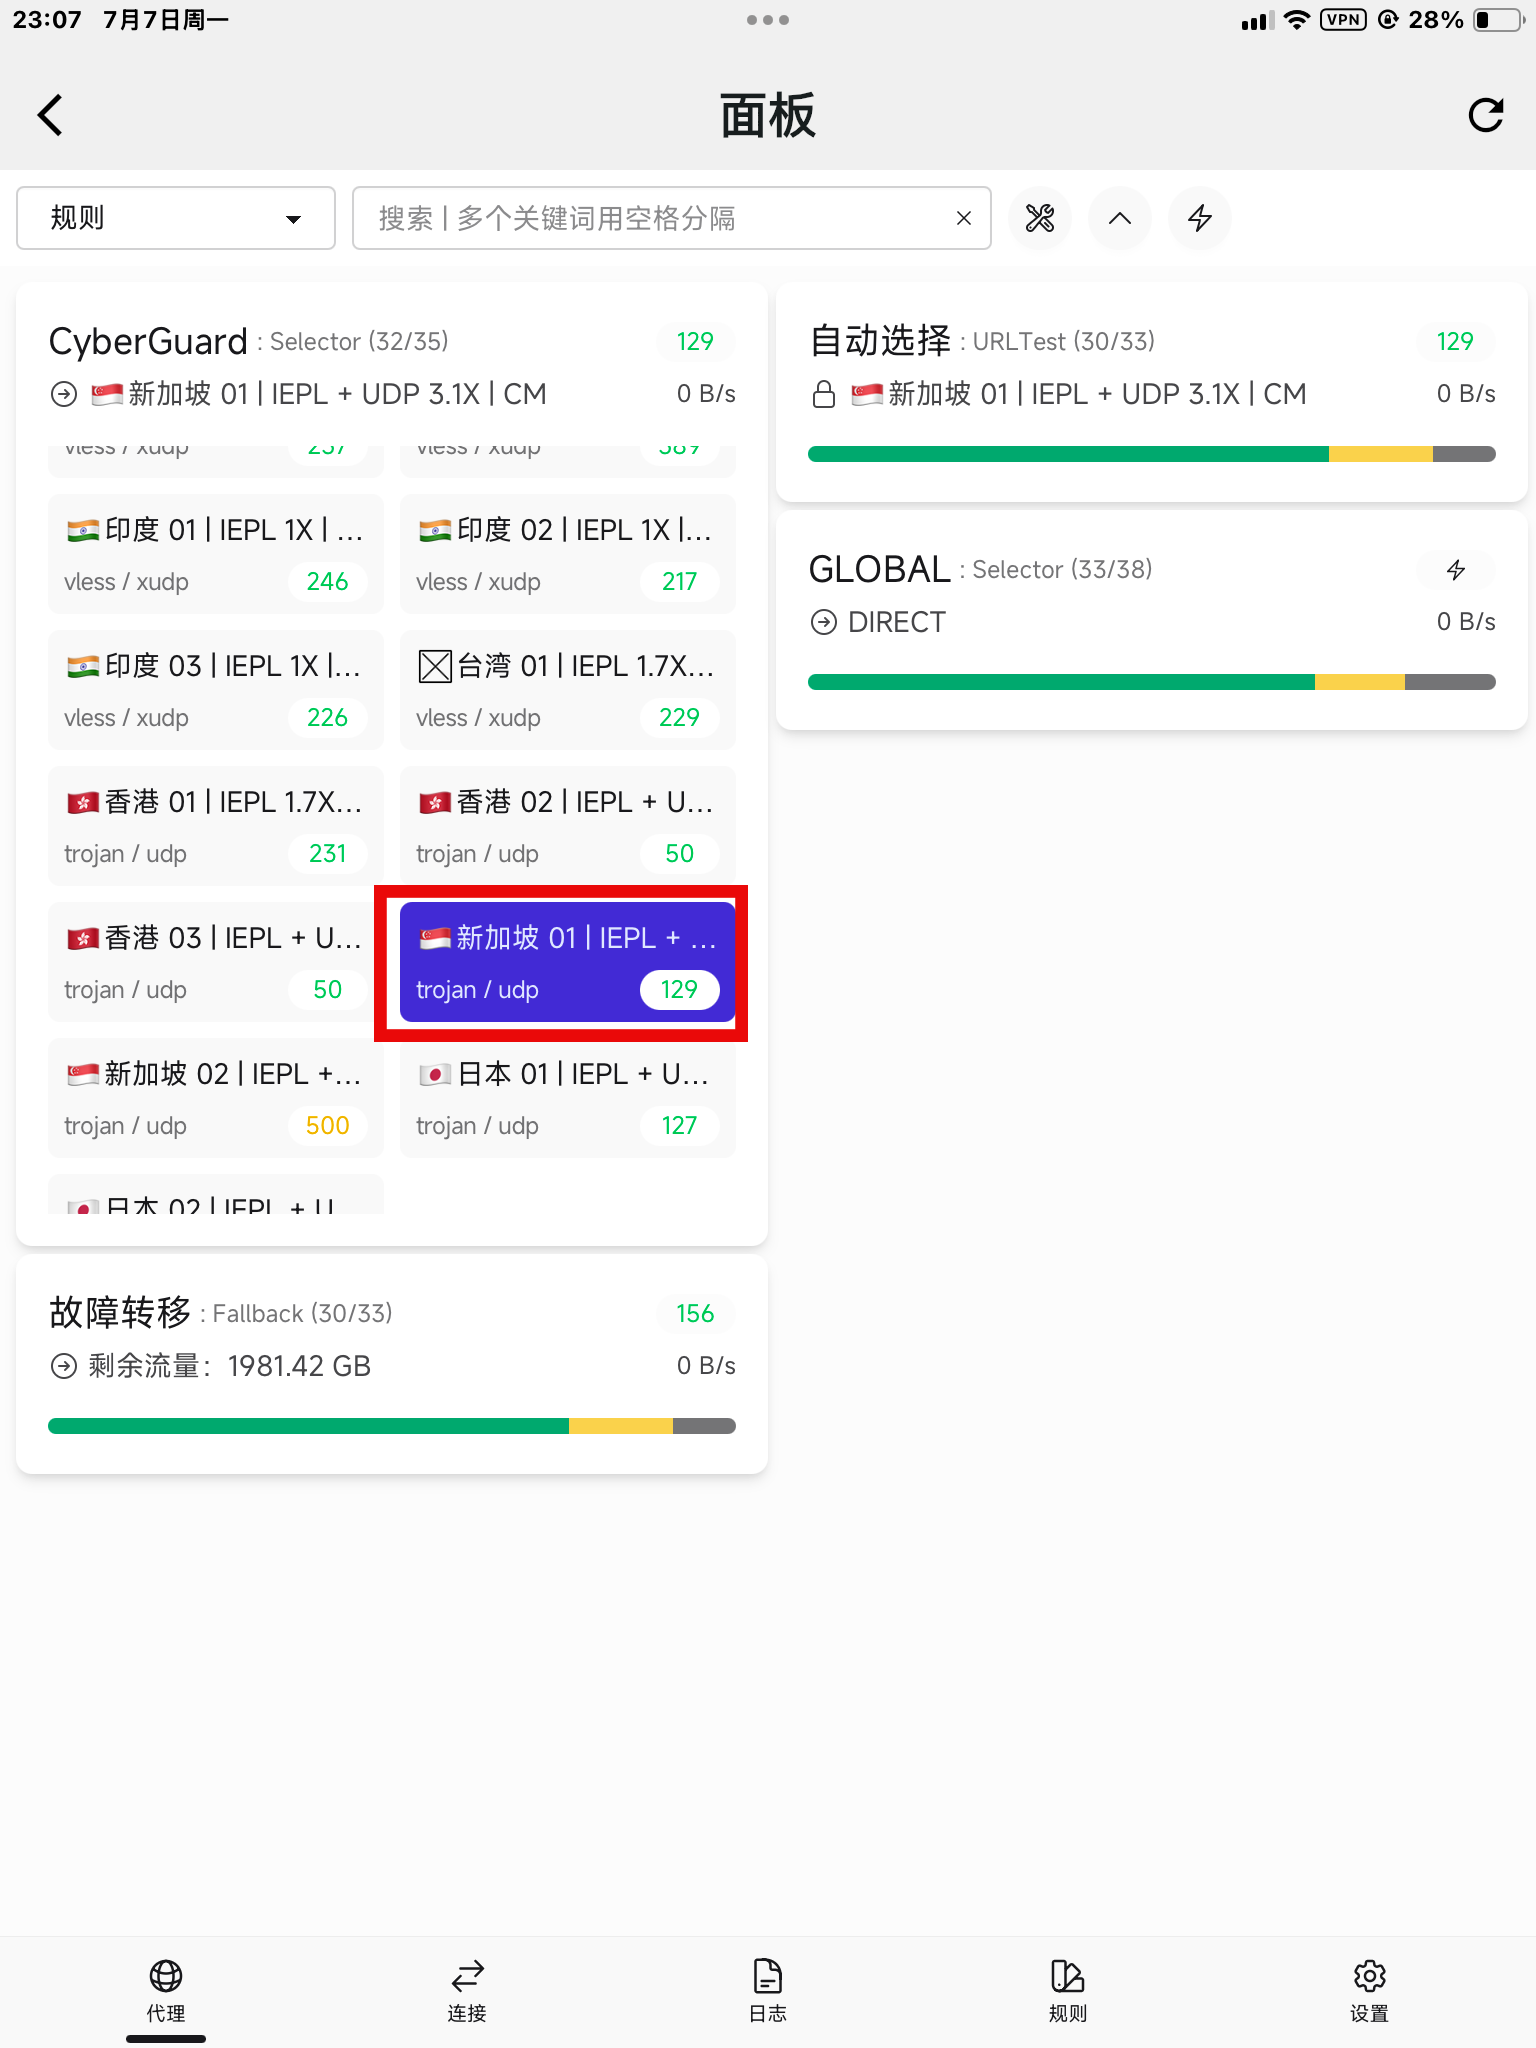 23:07 7月7日周一
VPN 28%
面板
规则
搜索 | 多个关键词用空格分隔
CyberGuard : Selector (32/35) 129
新加坡 01 | IEPL + UDP 3.1X | CM 0 B/s
vless / xudp 237
vless / xudp 389
印度 01 | IEPL 1X | ...
vless / xudp 246
印度 02 | IEPL 1X |...
vless / xudp 217
印度 03 | IEPL 1X |...
vless / xudp 226
台湾 01 | IEPL 1.7X...
vless / xudp 229
香港 01 | IEPL 1.7X...
trojan / udp 231
香港 02 | IEPL + U...
trojan / udp 50
香港 03 | IEPL + U...
trojan / udp 50
新加坡 01 | IEPL + ...
trojan / udp 129
新加坡 02 | IEPL +...
trojan / udp 500
日本 01 | IEPL + U...
trojan / udp 127
日本 02 | IEPL + U
故障转移 : Fallback (30/33) 156
剩余流量：1981.42 GB 0 B/s
自动选择 : URLTest (30/33) 129
新加坡 01 | IEPL + UDP 3.1X | CM 0 B/s
GLOBAL : Selector (33/38)
DIRECT 0 B/s
代理
连接
日志
规则
设置